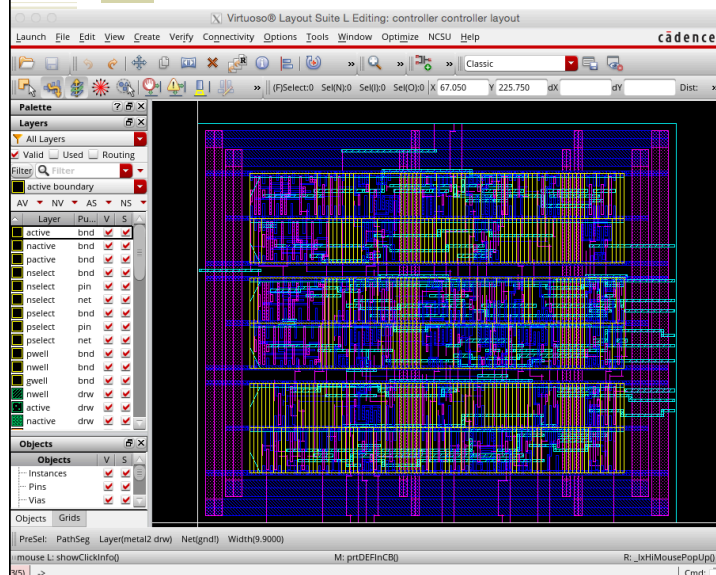 Virtuoso® Layout Suite L Editing: controller controller layout
Launch File Edit View Create Verify Connectivity Options Tools Window Optimize NCSU Help cādence
» » » Classic
» (F)Select:0 Sel(N):0 Sel(I):0 Sel(O):0 X 67.050 Y 225.750 dX dY Dist: »
Palette
Layers
All Layers
Valid Used Routing
Filter Filter
active boundary
AV NV AS NS
Layer Pu... V S
active bnd
nactive bnd
pactive bnd
nselect bnd
nselect pin
nselect net
pselect bnd
pselect pin
pselect net
pwell bnd
nwell bnd
gwell bnd
nwell drw
active drw
nactive drw
Objects
Objects V S
Instances
Pins
Vias
Objects Grids
PreSel: PathSeg Layer(metal2 drw) Net(gnd!) Width(9.9000)
mouse L: showClickInfo() M: prtDEFInCB() R: _lxHiMousePopUp()
3(5) -> Cmd: